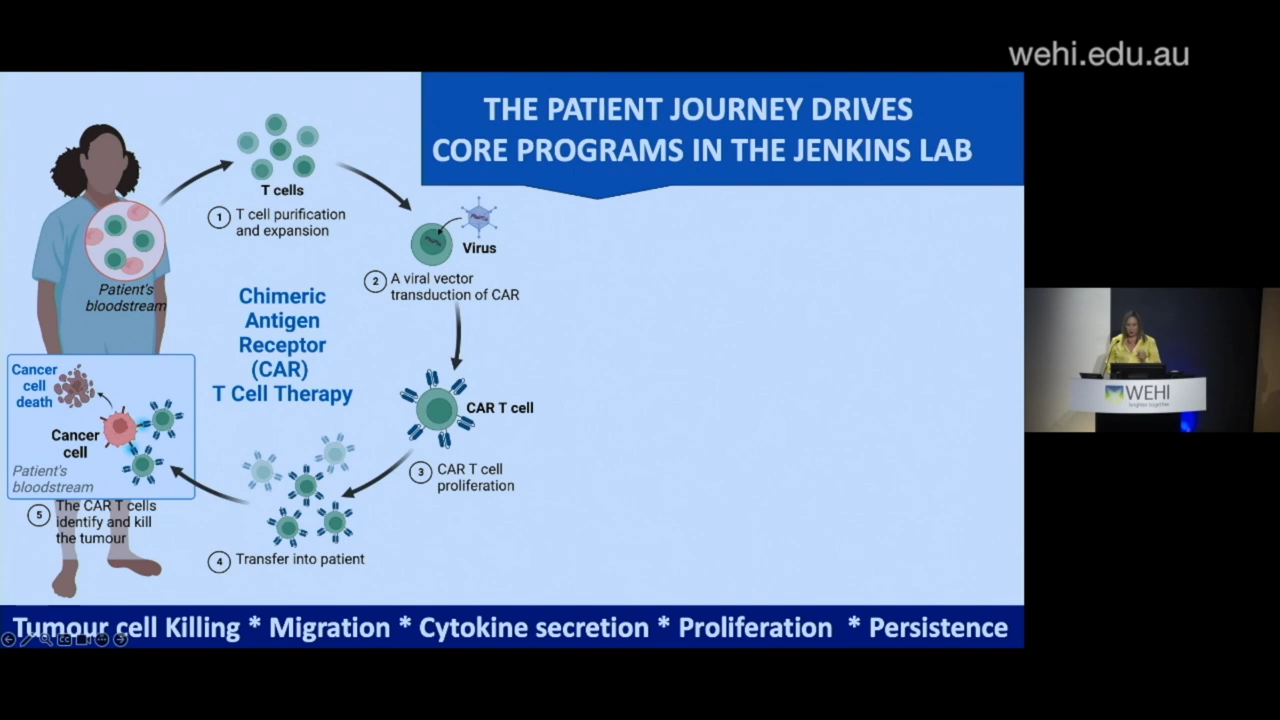 wehi.edu.au
THE PATIENT JOURNEY DRIVES
CORE PROGRAMS IN THE JENKINS LAB
T cells
1 T cell purification
and expansion
Virus
2 A viral vector
transduction of CAR
Patient's
bloodstream
Chimeric
Antigen
Receptor
(CAR)
T Cell Therapy
CAR T cell
3 CAR T cell
proliferation
4 Transfer into patient
Cancer
cell
death
Cancer
cell
Patient's
bloodstream
5 The CAR T cells
identify and kill
the tumour
Tumour cell Killing * Migration * Cytokine secretion * Proliferation * Persistence
WEHI
brighter together